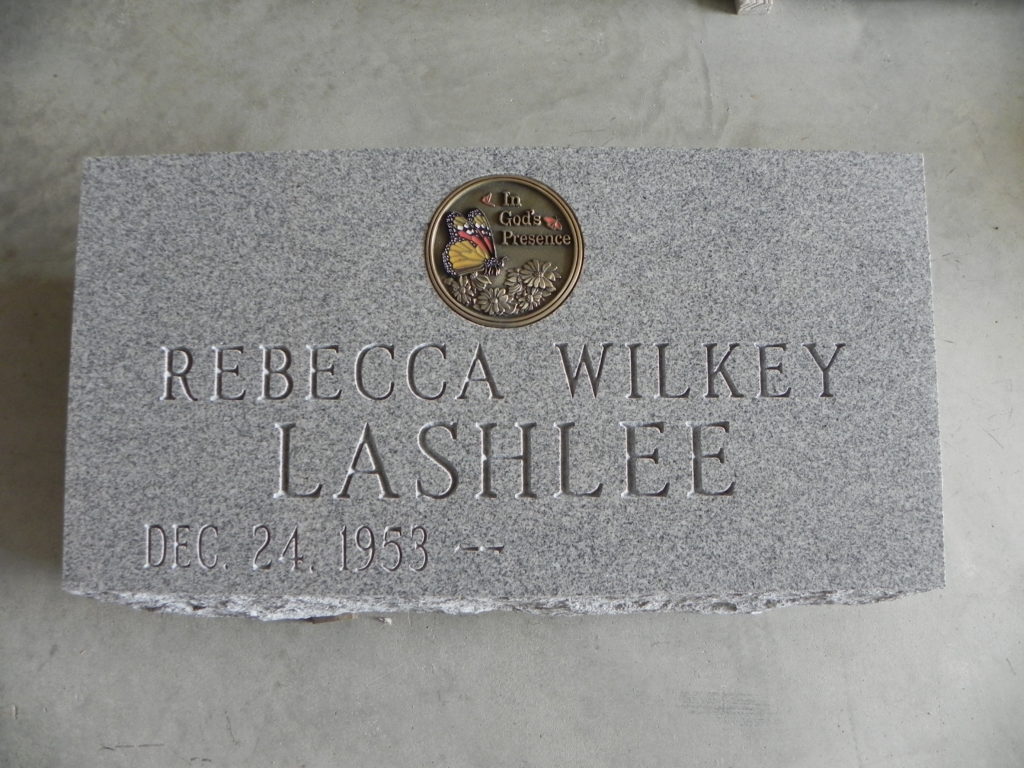 In
God's
Presence
REBECCA WILKEY
LASHLEE
DEC. 24, 1953 --